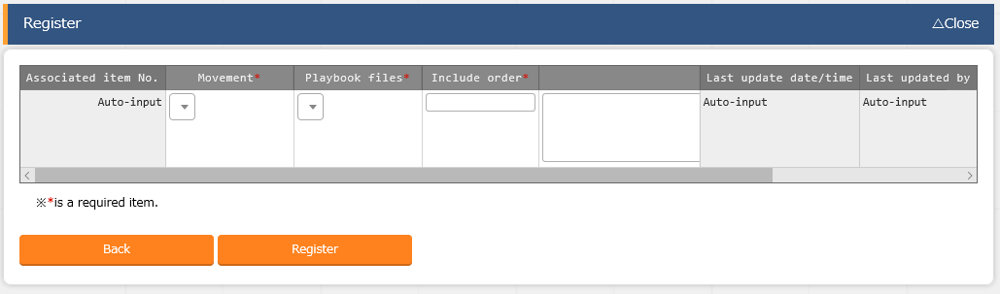 Register
△Close
Associated item No. Movement* Playbook files* Include order* Last update date/time Last updated by
Auto-input Auto-input Auto-input
※*is a required item.
Back Register